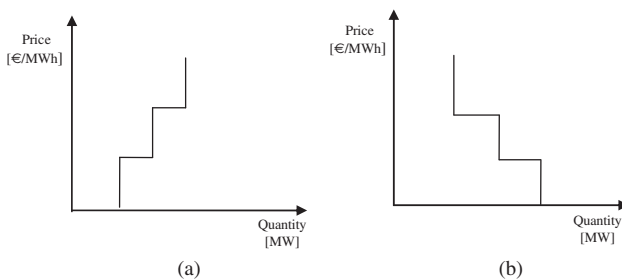 Price
[€/MWh]
Quantity
[MW]
(a)
Price
[€/MWh]
Quantity
[MW]
(b)